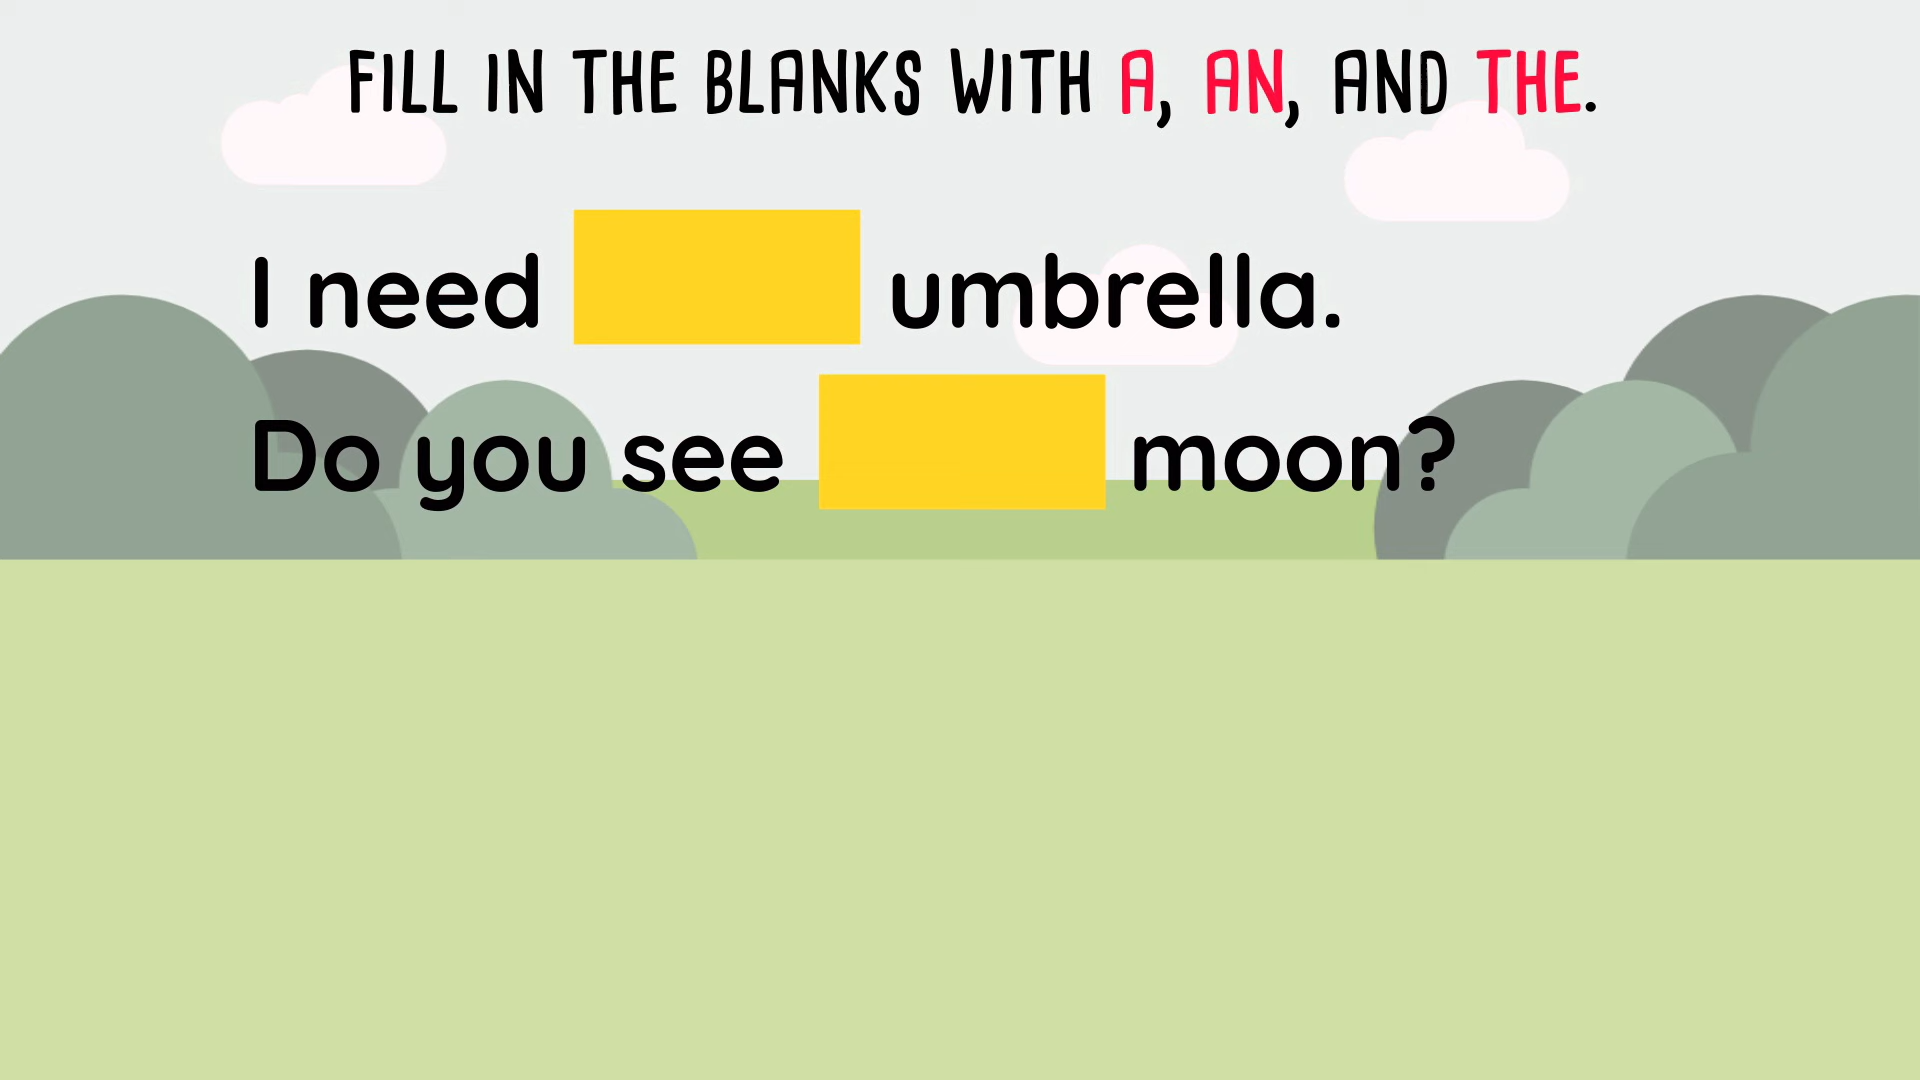 FILL IN THE BLANKS WITH A, AN, AND THE.
I need umbrella.
Do you see moon?